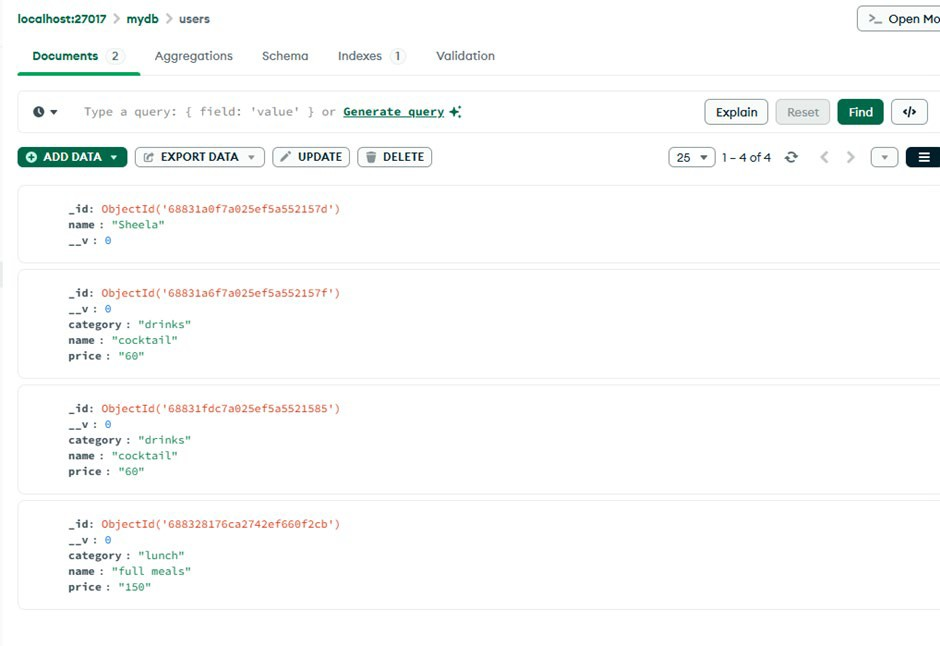 localhost:27017 > mydb > users
>_ Open Mo
Documents 2 Aggregations Schema Indexes 1 Validation
Type a query: { field: 'value' } or Generate query
Explain Reset Find </>
ADD DATA EXPORT DATA UPDATE DELETE 25 1 – 4 of 4
_id: ObjectId('68831a0f7a025ef5a552157d')
name : "Sheela"
__v : 0
_id: ObjectId('68831a6f7a025ef5a552157f')
__v : 0
category : "drinks"
name : "cocktail"
price : "60"
_id: ObjectId('68831fdc7a025ef5a5521585')
__v : 0
category : "drinks"
name : "cocktail"
price : "60"
_id: ObjectId('688328176ca2742ef660f2cb')
__v : 0
category : "lunch"
name : "full meals"
price : "150"